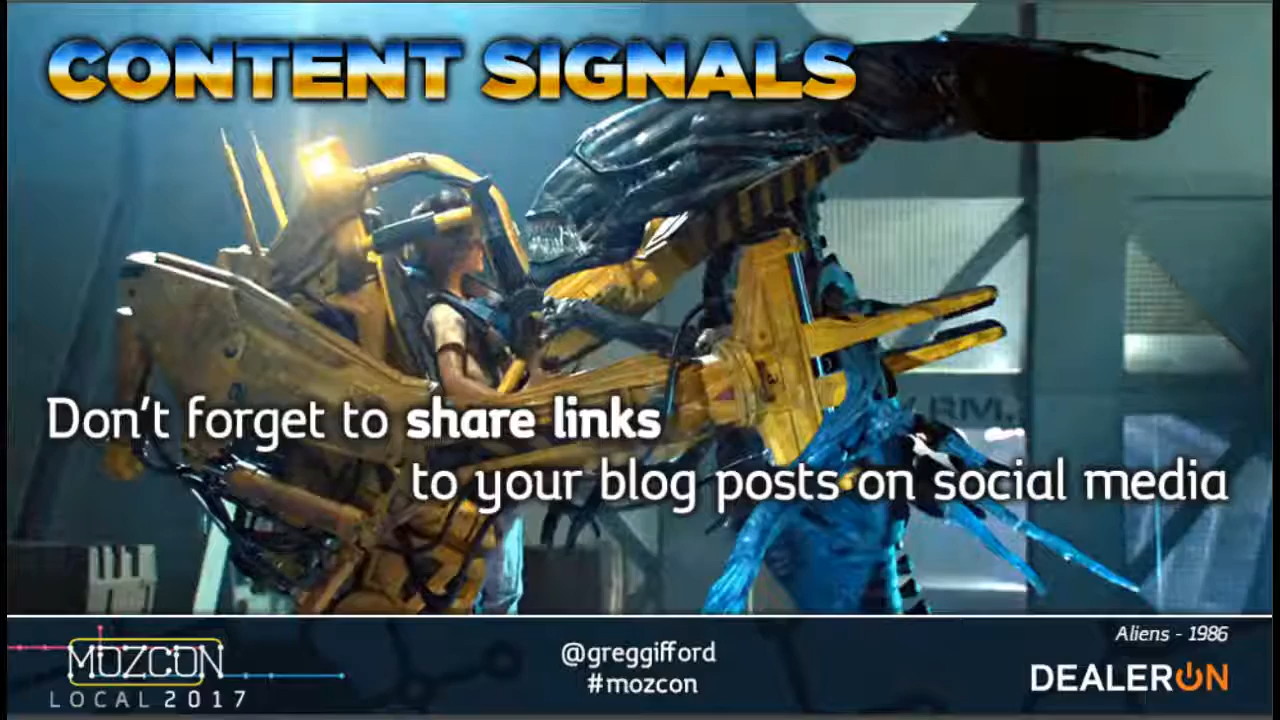 CONTENT SIGNALS
Don't forget to share links
to your blog posts on social media
MOZCON
LOCAL 2017
@greggifford
#mozcon
Aliens - 1986
DEALERON